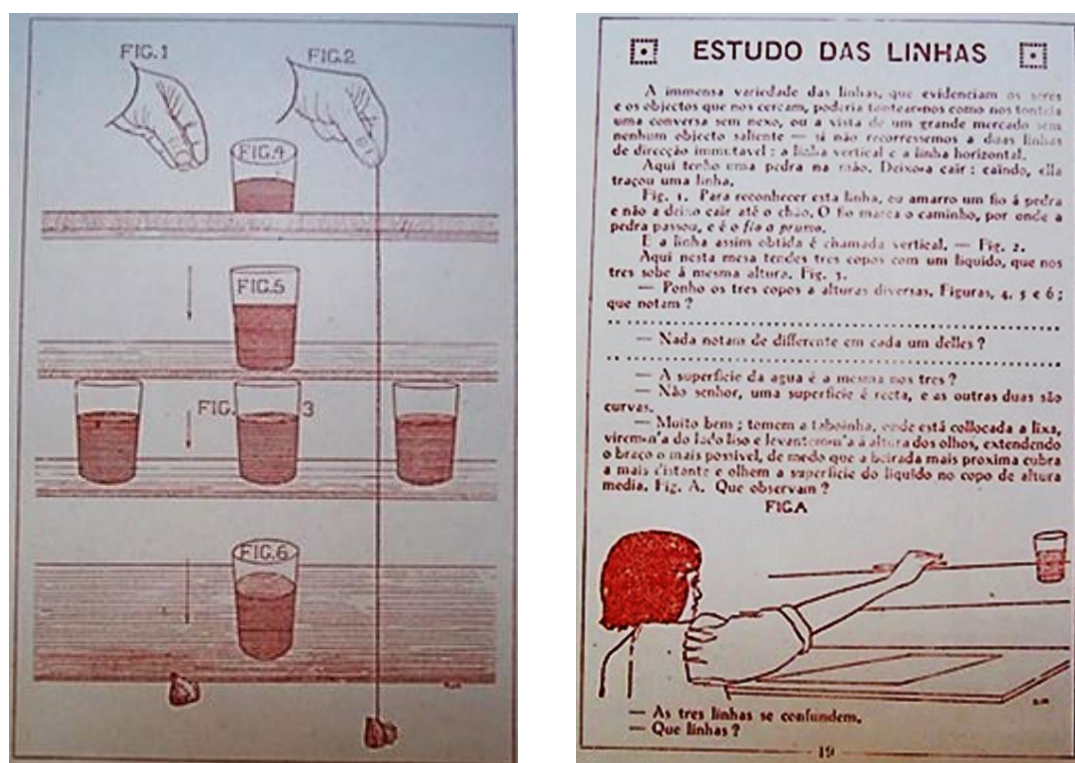 FIG.1
FIG.2
FIG.4
FIG.5
FIG. 3
FIG.6
ESTUDO DAS LINHAS
A immensa variedade das linhas, que evidenciam os seres
e os objectos que nos cercam, poderia tontear-nos como nos tonteia
uma conversa sem nexo, ou a vista de um grande mercado sem
nenhum objecto saliente — si não recorressemos a duas linhas
de direcção immutavel : a linha vertical e a linha horizontal.
Aqui tenho uma pedra na mão. Deixo-a cair : caindo, ella
traçou uma linha.
Fig. 1. Para reconhecer esta linha, eu amarro um fio á pedra
e não a deixo cair até o chão. O fio marca o caminho, por onde a
pedra passou, e é o fio a prumo.
E a linha assim obtida é chamada vertical. — Fig. 2.
Aqui nesta mesa tendes tres copos com um liquido, que nos
tres sobe á mesma altura. Fig. 3.
— Ponho os tres copos a alturas diversas. Figuras, 4, 5 e 6 ;
que notam ?
— Nada notam de differente em cada um delles ?
— A superficie da agua é a mesma nos tres ?
— Não senhor, uma superficie é recta, e as outras duas são
curvas.
— Muito bem ; tomem a taboinha, onde está collocada a lixa,
virem-n'a do lado liso e levantem-n'a á altura dos olhos, extendendo
o braço o mais possivel, de modo que a beirada mais proxima cubra
a mais distante e olhem a superficie do liquido no copo de altura
media. Fig. A. Que observam ?
FIG.A
— As tres linhas se confundem.
— Que linhas ?
19